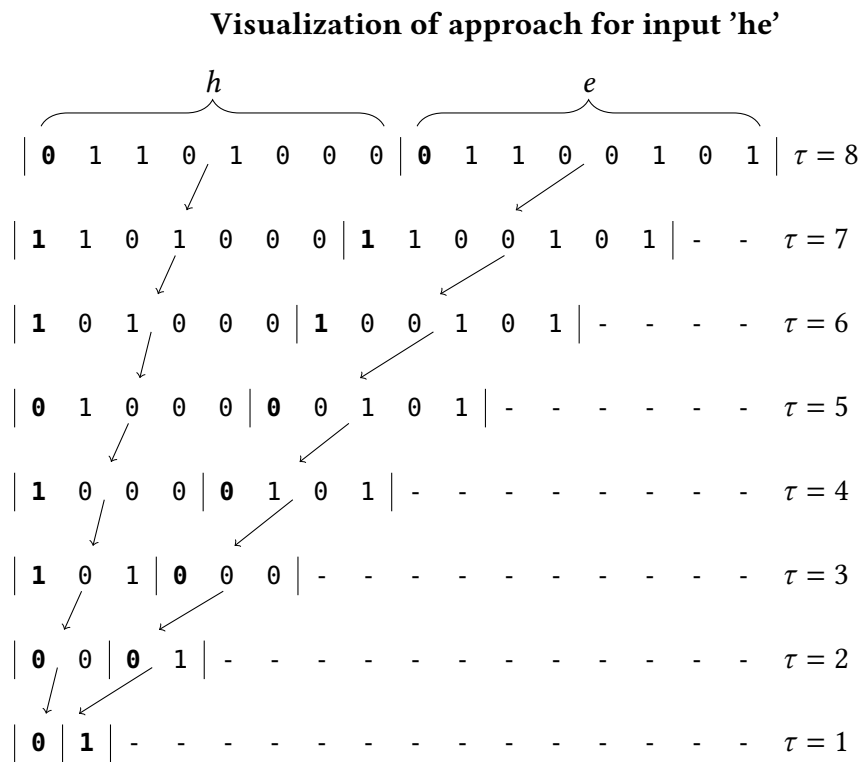 Visualization of approach for input 'he'
h e
| 0 1 1 0 1 0 0 0 | 0 1 1 0 0 1 0 1 | τ = 8
| 1 1 0 1 0 0 0 | 1 1 0 0 1 0 1 | - - τ = 7
| 1 0 1 0 0 0 | 1 0 0 1 0 1 | - - - - τ = 6
| 0 1 0 0 0 | 0 0 1 0 1 | - - - - - - τ = 5
| 1 0 0 0 | 0 1 0 1 | - - - - - - - - τ = 4
| 1 0 1 | 0 0 0 | - - - - - - - - - - τ = 3
| 0 0 | 0 1 | - - - - - - - - - - - - τ = 2
| 0 | 1 | - - - - - - - - - - - - - - τ = 1